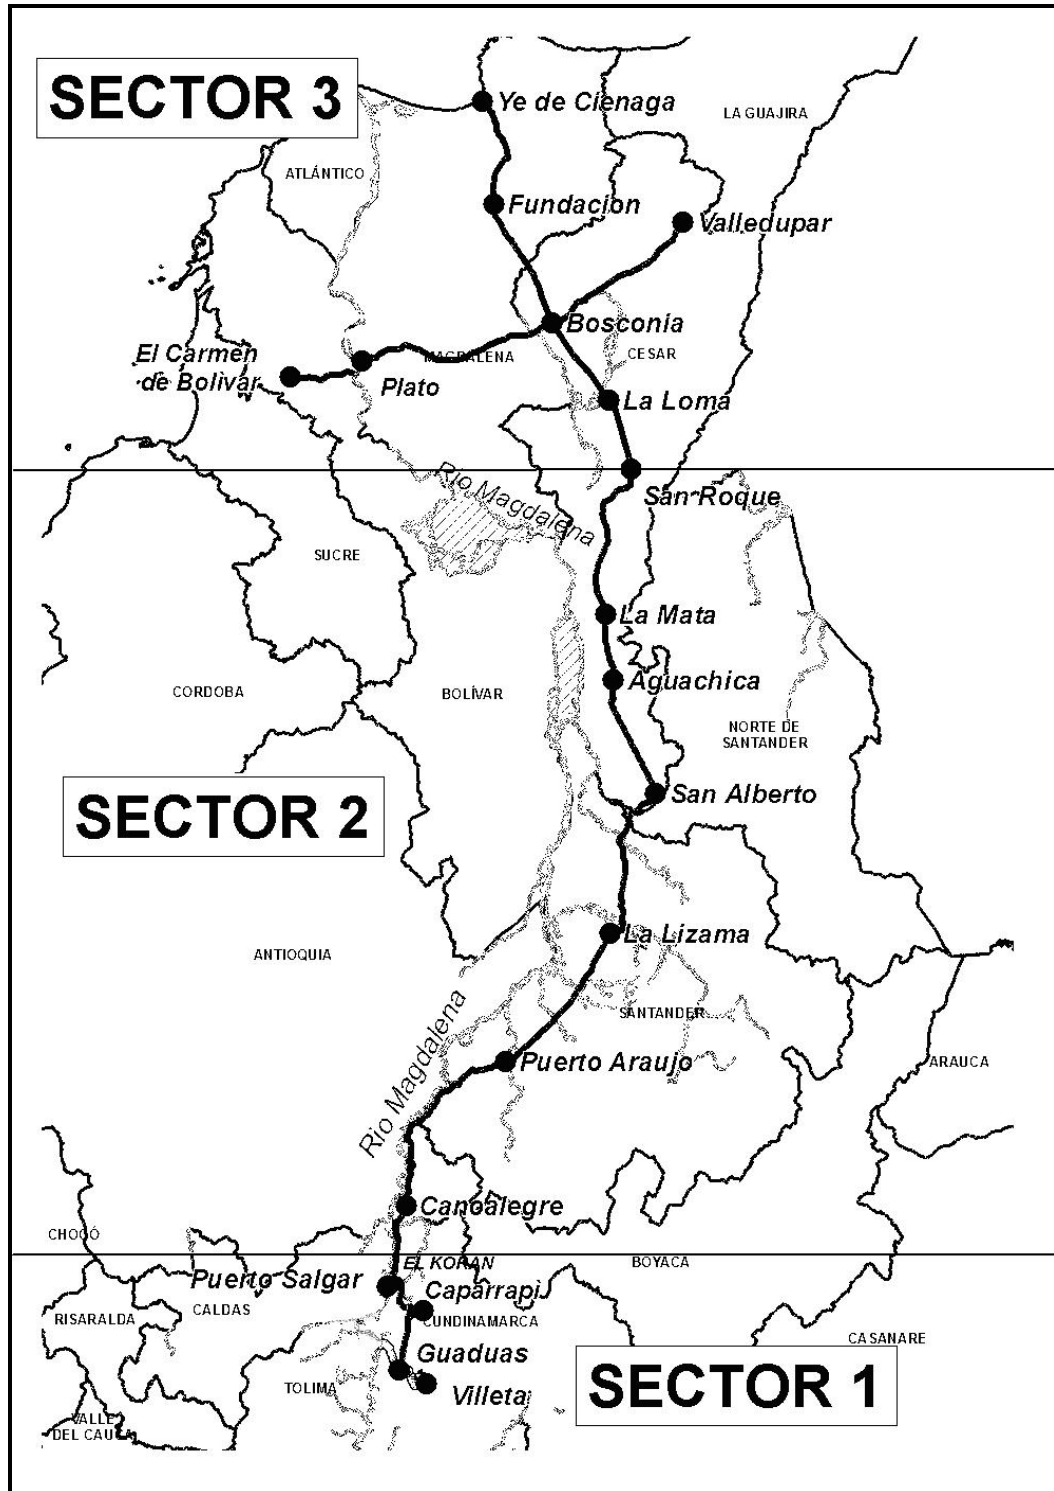 SECTOR 3
Ye de Cienaga
LA GUAJIRA
ATLÁNTICO
Fundacion
Valledupar
Bosconia
El Carmen
de Bolivar
MAGDALENA
CESAR
Plato
La Loma
Rio Magdalena
San Roque
SUCRE
La Mata
Aguachica
CORDOBA
BOLÍVAR
NORTE DE
SANTANDER
San Alberto
SECTOR 2
La Lizama
ANTIOQUIA
SANTANDER
Rio Magdalena
Puerto Araujo
ARAUCA
Canoalegre
CHOCÓ
EL KORAN
BOYACA
Puerto Salgar
Caparrapi
CALDAS
RISARALDA
CUNDINAMARCA
CASANARE
Guaduas
SECTOR 1
TOLIMA
Villeta
VALLE
DEL CAUCA